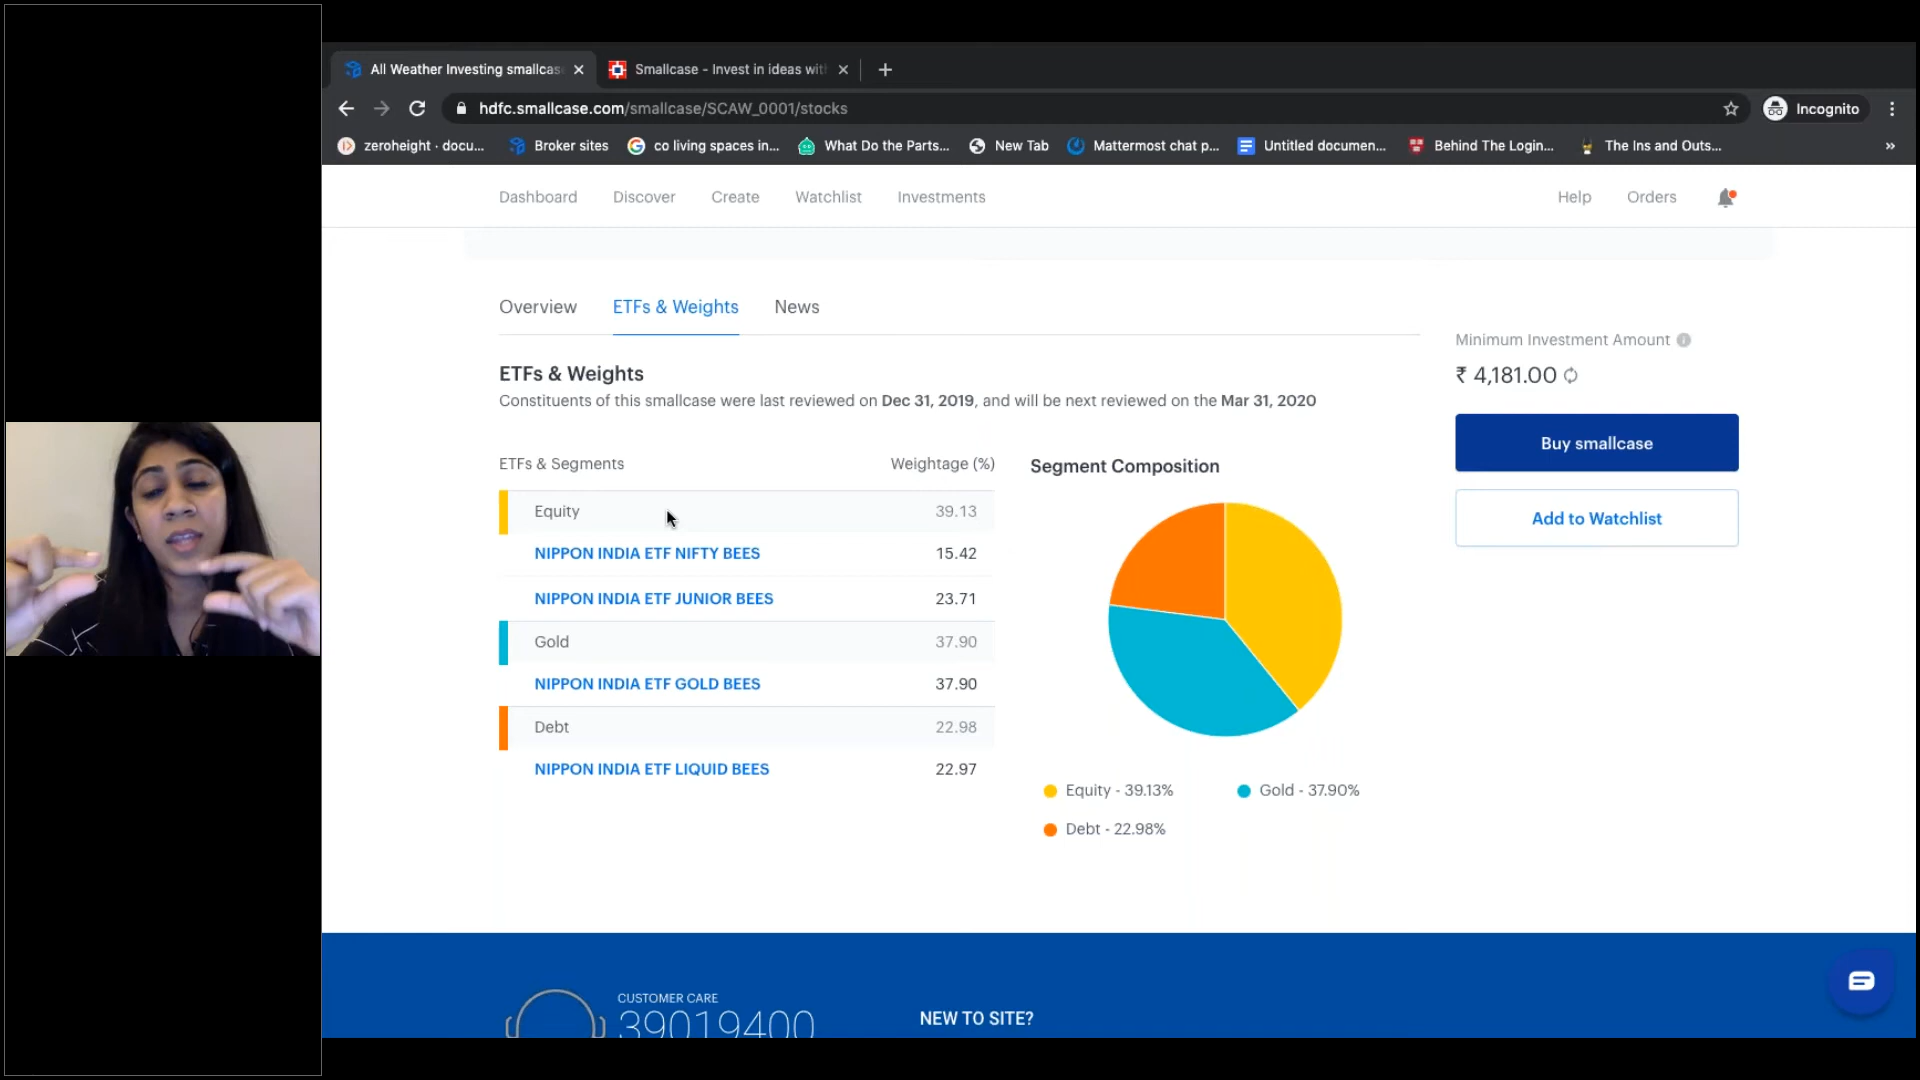 All Weather Investing smallcas
Smallcase - Invest in ideas wit
hdfc.smallcase.com/smallcase/SCAW_0001/stocks
Incognito
zeroheight · docu...
Broker sites
co living spaces in...
What Do the Parts...
New Tab
Mattermost chat p...
Untitled documen...
Behind The Login...
The Ins and Outs...
»
Dashboard
Discover
Create
Watchlist
Investments
Help
Orders
Overview
ETFs & Weights
News
Minimum Investment Amount
₹ 4,181.00
ETFs & Weights
Constituents of this smallcase were last reviewed on Dec 31, 2019, and will be next reviewed on the Mar 31, 2020
Buy smallcase
Add to Watchlist
ETFs & Segments Weightage (%)
Segment Composition
Equity 39.13
NIPPON INDIA ETF NIFTY BEES 15.42
NIPPON INDIA ETF JUNIOR BEES 23.71
Gold 37.90
NIPPON INDIA ETF GOLD BEES 37.90
Debt 22.98
NIPPON INDIA ETF LIQUID BEES 22.97
Equity - 39.13%
Gold - 37.90%
Debt - 22.98%
CUSTOMER CARE
39019400
NEW TO SITE?